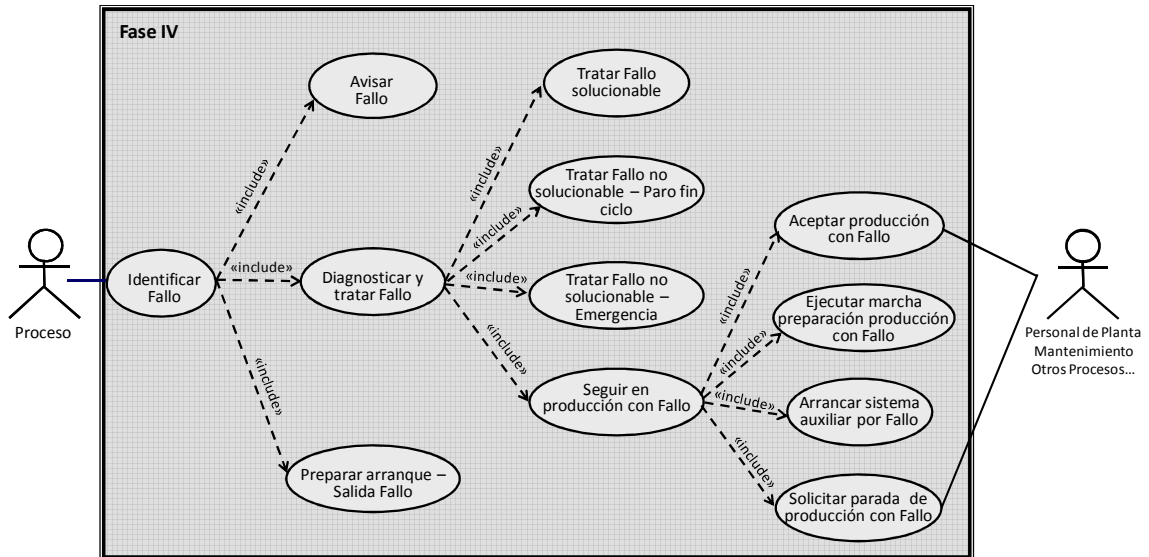 Fase IV
Avisar
Fallo
Tratar Fallo
solucionable
«include»
«include»
Tratar Fallo no
solucionable – Paro fin
ciclo
«include»
Aceptar producción
con Fallo
Identificar
Fallo
«include»
Diagnosticar y
tratar Fallo
«include»
Tratar Fallo no
solucionable –
Emergencia
«include»
Ejecutar marcha
preparación producción
con Fallo
Proceso
Personal de Planta
Mantenimiento
Otros Procesos...
«include»
«include»
«include»
Seguir en
producción con Fallo
«include»
Arrancar sistema
auxiliar por Fallo
«include»
Preparar arranque –
Salida Fallo
Solicitar parada de
producción con Fallo